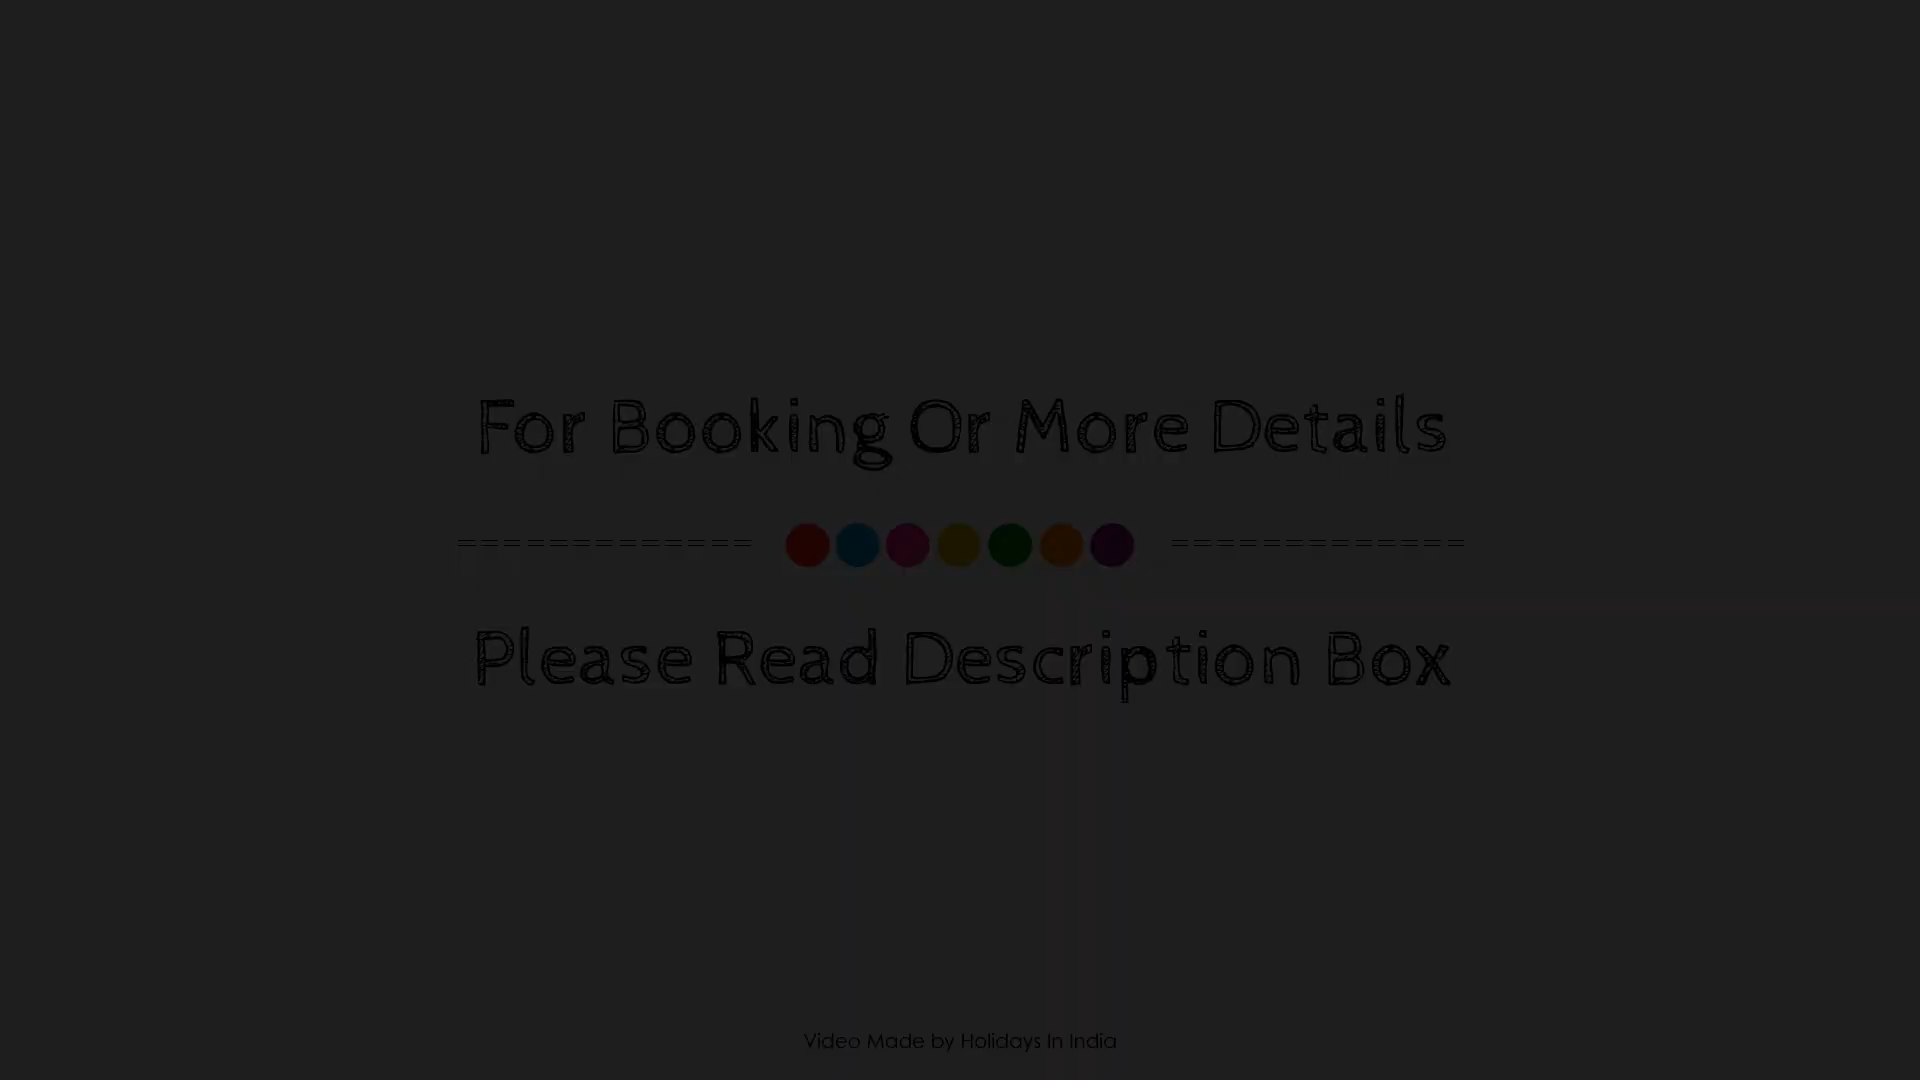 For Booking Or More Details
============= =============
Please Read Description Box
Video Made by Holidays In India